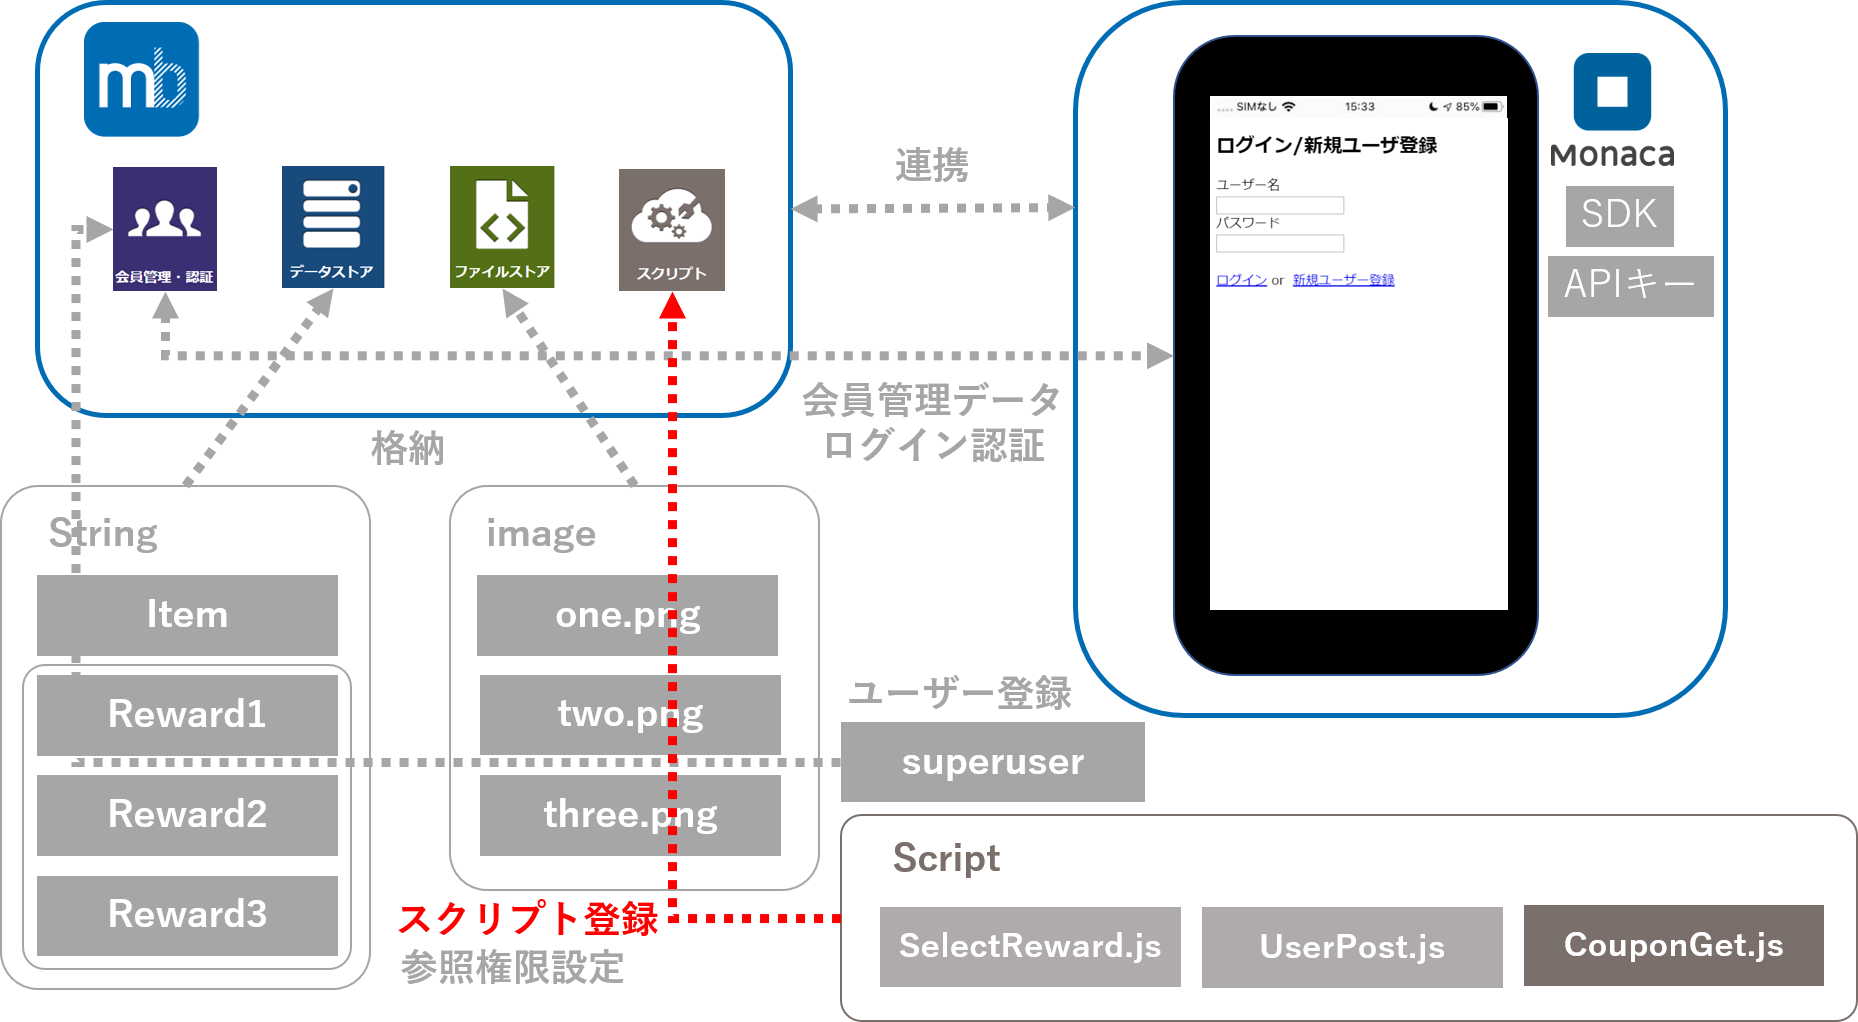 mb
会員管理・認証
データストア
ファイルストア
スクリプト
連携
SIMなし
15:33
85%
ログイン/新規ユーザ登録
ユーザー名
パスワード
ログイン or 新規ユーザー登録
Monaca
SDK
APIキー
会員管理データ
ログイン認証
格納
String
Item
Reward1
Reward2
Reward3
image
one.png
two.png
three.png
ユーザー登録
superuser
スクリプト登録
参照権限設定
Script
SelectReward.js
UserPost.js
CouponGet.js